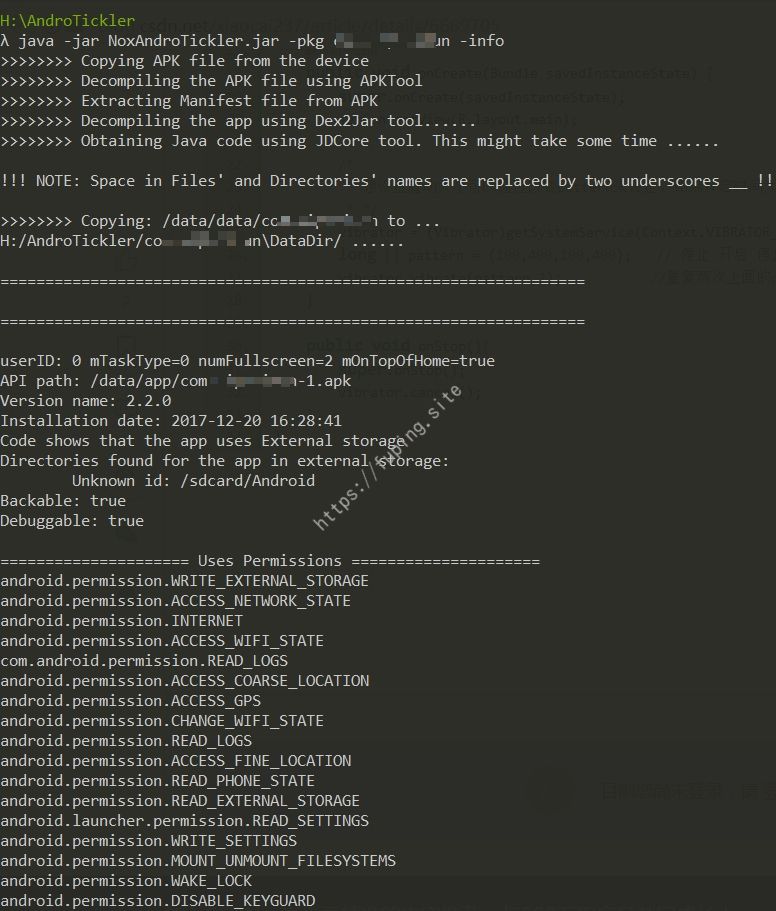 H:\AndroTickler
λ java -jar NoxAndroTickler.jar -pkg un -info
>>>>>>>> Copying APK file from the device
>>>>>>>> Decompiling the APK file using APKTool
>>>>>>>> Extracting Manifest file from APK
>>>>>>>> Decompiling the app using Dex2Jar tool......
>>>>>>>> Obtaining Java code using JDCore tool. This might take some time ......
!!! NOTE: Space in Files' and Directories' names are replaced by two underscores __ !!
>>>>>>>> Copying: /data/data/co n to ...
H:/AndroTickler/co un\DataDir/ ......
=================================================================
=================================================================
userID: 0 mTaskType=0 numFullscreen=2 mOnTopOfHome=true
API path: /data/app/com -1.apk
Version name: 2.2.0
Installation date: 2017-12-20 16:28:41
Code shows that the app uses External storage
Directories found for the app in external storage:
Unknown id: /sdcard/Android
Backable: true
Debuggable: true
https://fuping.site
===================== Uses Permissions =====================
android.permission.WRITE_EXTERNAL_STORAGE
android.permission.ACCESS_NETWORK_STATE
android.permission.INTERNET
android.permission.ACCESS_WIFI_STATE
com.android.permission.READ_LOGS
android.permission.ACCESS_COARSE_LOCATION
android.permission.ACCESS_GPS
android.permission.CHANGE_WIFI_STATE
android.permission.READ_LOGS
android.permission.ACCESS_FINE_LOCATION
android.permission.READ_PHONE_STATE
android.permission.READ_EXTERNAL_STORAGE
android.launcher.permission.READ_SETTINGS
android.permission.WRITE_SETTINGS
android.permission.MOUNT_UNMOUNT_FILESYSTEMS
android.permission.WAKE_LOCK
android.permission.DISABLE_KEYGUARD